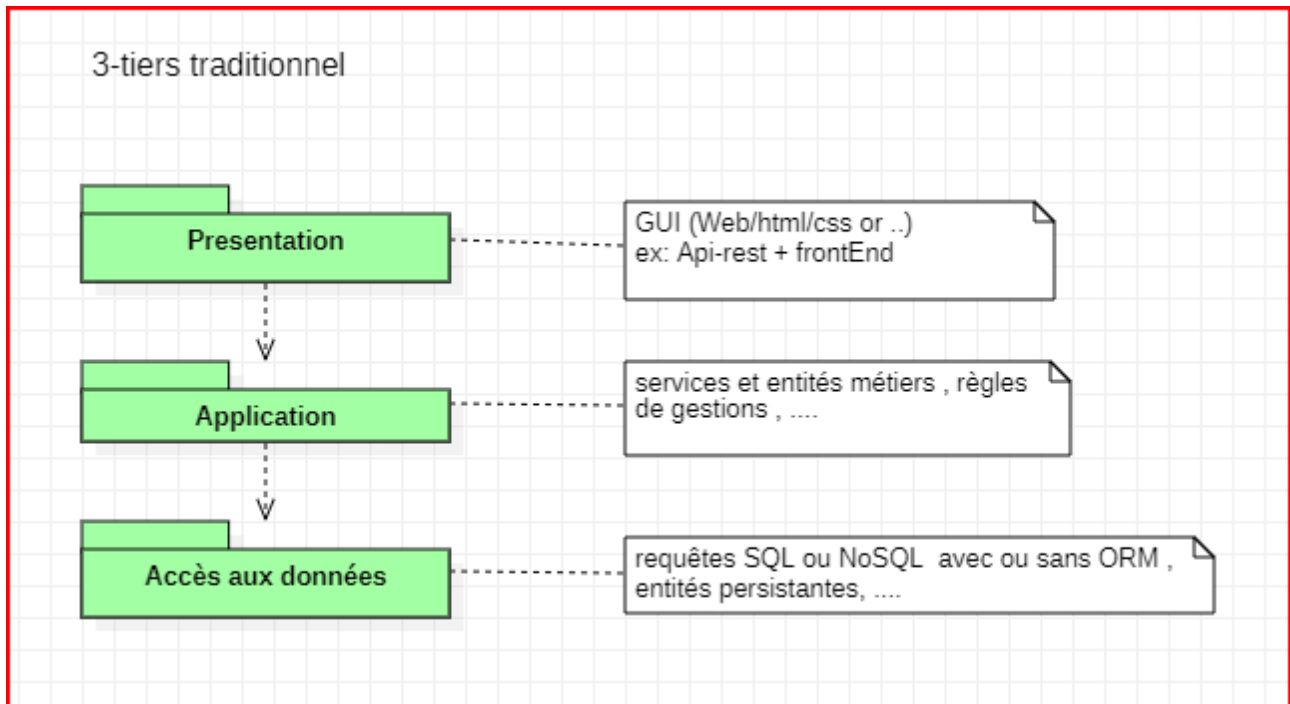 3-tiers traditionnel
Presentation
GUI (Web/html/css or ..)
ex: Api-rest + frontEnd
Application
services et entités métiers , règles
de gestions , ....
Accès aux données
requêtes SQL ou NoSQL  avec ou sans ORM ,
entités persistantes, ....